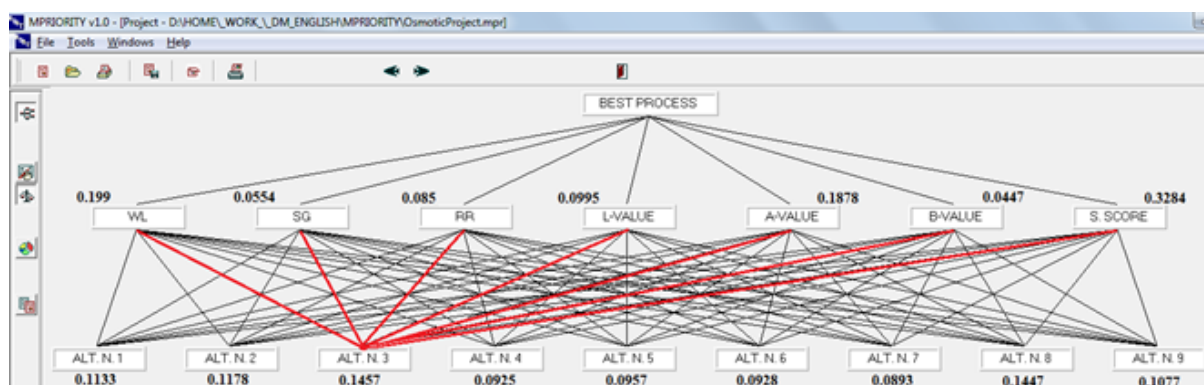 MPRIORITY v1.0 - [Project - D:\HOME\_WORK_\_DM_ENGLISH\MPRIORITY\OsmoticProject.mpr]
File Tools Windows Help
BEST PROCESS
0.199 0.0554 0.085 0.0995 0.1878 0.0447 0.3284
WL SG RR L-VALUE A-VALUE B-VALUE S. SCORE
ALT. N. 1 ALT. N. 2 ALT. N. 3 ALT. N. 4 ALT. N. 5 ALT. N. 6 ALT. N. 7 ALT. N. 8 ALT. N. 9
0.1133 0.1178 0.1457 0.0925 0.0957 0.0928 0.0893 0.1447 0.1077